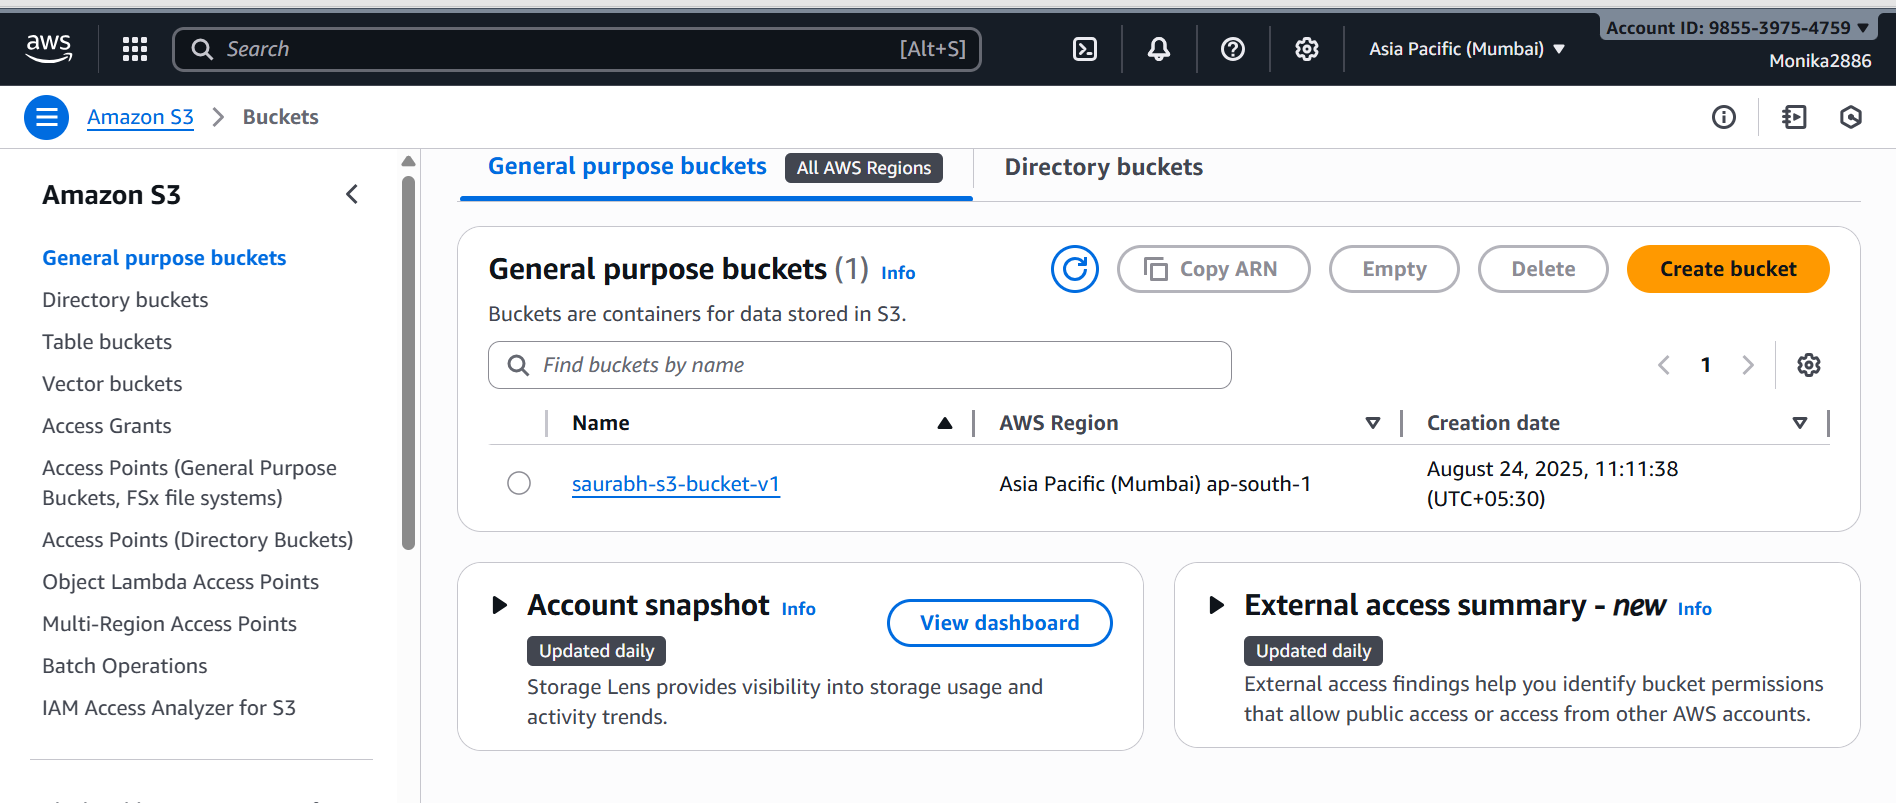 aws
Search
[Alt+S]
Asia Pacific (Mumbai)
Account ID: 9855-3975-4759
Monika2886
Amazon S3
Buckets
Amazon S3
General purpose buckets
Directory buckets
Table buckets
Vector buckets
Access Grants
Access Points (General Purpose
Buckets, FSx file systems)
Access Points (Directory Buckets)
Object Lambda Access Points
Multi-Region Access Points
Batch Operations
IAM Access Analyzer for S3
General purpose buckets
All AWS Regions
Directory buckets
General purpose buckets (1) Info
Copy ARN
Empty
Delete
Create bucket
Buckets are containers for data stored in S3.
Find buckets by name
1
Name
AWS Region
Creation date
saurabh-s3-bucket-v1
Asia Pacific (Mumbai) ap-south-1
August 24, 2025, 11:11:38
(UTC+05:30)
Account snapshot Info
View dashboard
Updated daily
Storage Lens provides visibility into storage usage and
activity trends.
External access summary - new Info
Updated daily
External access findings help you identify bucket permissions
that allow public access or access from other AWS accounts.